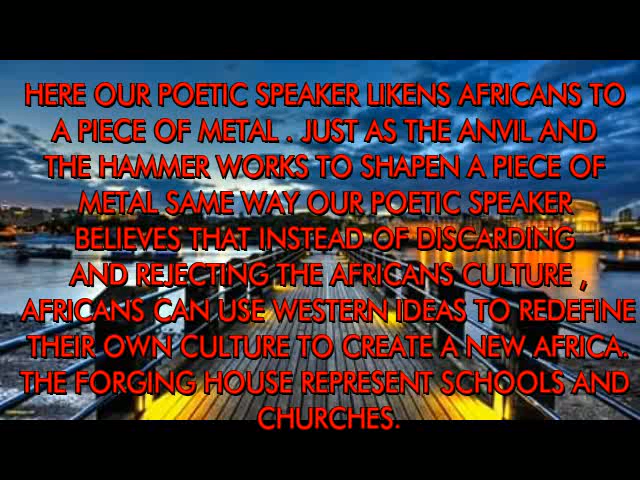 HERE OUR POETIC SPEAKER LIKENS AFRICANS TO
A PIECE OF METAL . JUST AS THE ANVIL AND
THE HAMMER WORKS TO SHAPEN A PIECE OF
METAL SAME WAY OUR POETIC SPEAKER
BELIEVES THAT INSTEAD OF DISCARDING
AND REJECTING THE AFRICANS CULTURE ,
AFRICANS CAN USE WESTERN IDEAS TO REDEFINE
THEIR OWN CULTURE TO CREATE A NEW AFRICA.
THE FORGING HOUSE REPRESENT SCHOOLS AND
CHURCHES.